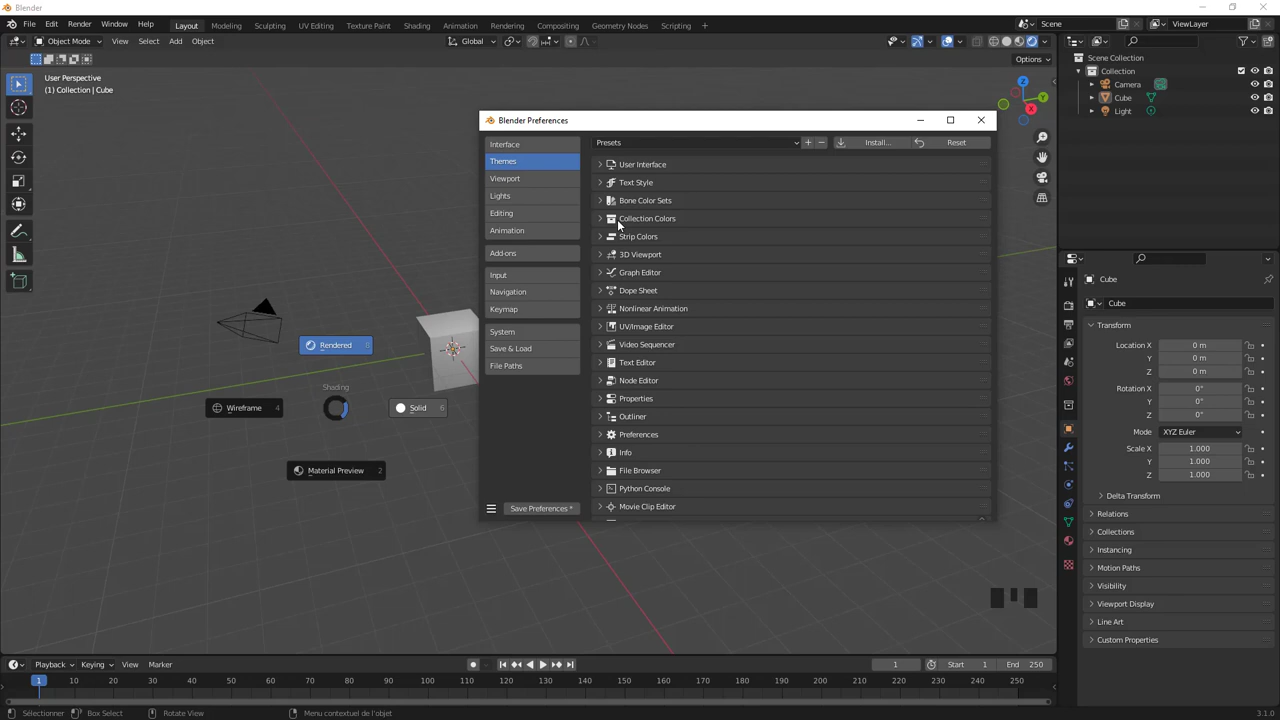 Blender
File Edit Render Window Help Layout Modeling Sculpting UV Editing Texture Paint Shading Animation Rendering Compositing Geometry Nodes Scripting + Scene ViewLayer
Object Mode View Select Add Object Global
Options
User Perspective
(1) Collection | Cube
X Y Z
Scene Collection
Collection
Camera
Cube
Light
Blender Preferences
Interface
Themes
Viewport
Lights
Editing
Animation
Add-ons
Input
Navigation
Keymap
System
Save & Load
File Paths
Save Preferences *
Presets Install... Reset
User Interface
Text Style
Bone Color Sets
Collection Colors
Strip Colors
3D Viewport
Graph Editor
Dope Sheet
Nonlinear Animation
UV/Image Editor
Video Sequencer
Text Editor
Node Editor
Properties
Outliner
Preferences
Info
File Browser
Python Console
Movie Clip Editor
Rendered 8
Shading
Wireframe 4
Solid 6
Material Preview 2
Cube
Cube
Transform
Location X 0 m
Y 0 m
Z 0 m
Rotation X 0°
Y 0°
Z 0°
Mode XYZ Euler
Scale X 1.000
Y 1.000
Z 1.000
Delta Transform
Relations
Collections
Instancing
Motion Paths
Visibility
Viewport Display
Line Art
Custom Properties
Playback Keying View Marker 1 Start 1 End 250
1 10 20 30 40 50 60 70 80 90 100 110 120 130 140 150 160 170 180 190 200 210 220 230 240 250
Sélectionner Box Select Rotate View Menu contextuel de l'objet 3.1.0